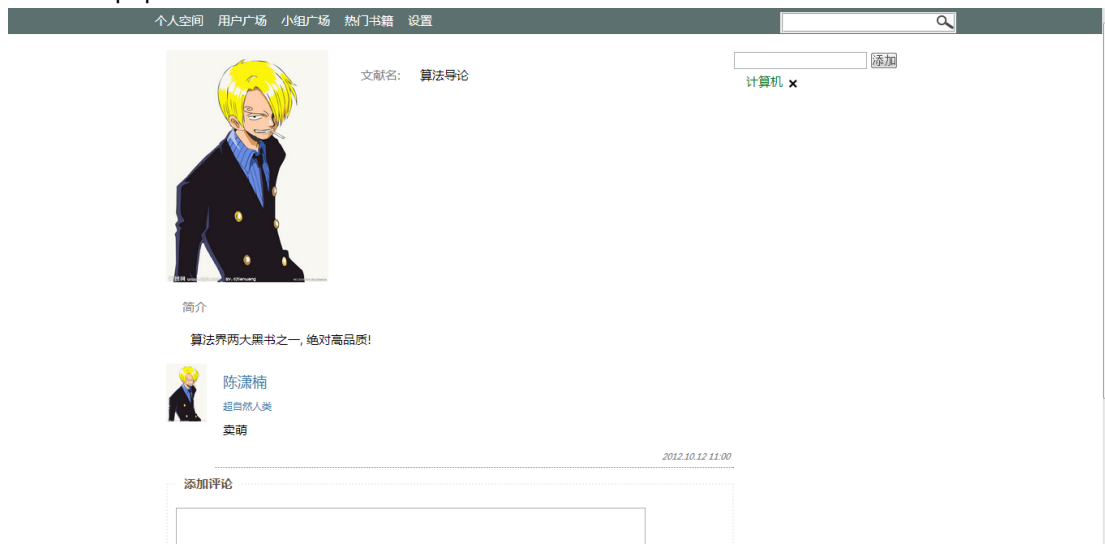 个人空间 用户广场 小组广场 热门书籍 设置
文献名: 算法导论
添加
计算机 ×
简介
算法界两大黑书之一, 绝对高品质!
陈潇楠
超自然人类
卖萌
2012.10.12 11:00
添加评论